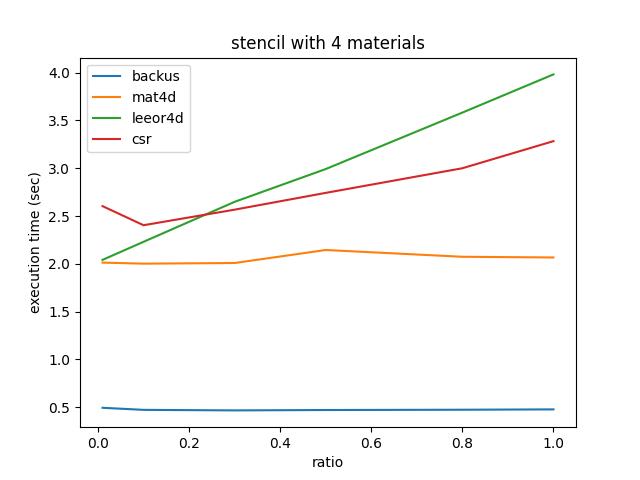 stencil with 4 materials
backus
mat4d
leeor4d
csr
execution time (sec)
4.0
3.5
3.0
2.5
2.0
1.5
1.0
0.5
0.0 0.2 0.4 0.6 0.8 1.0
ratio